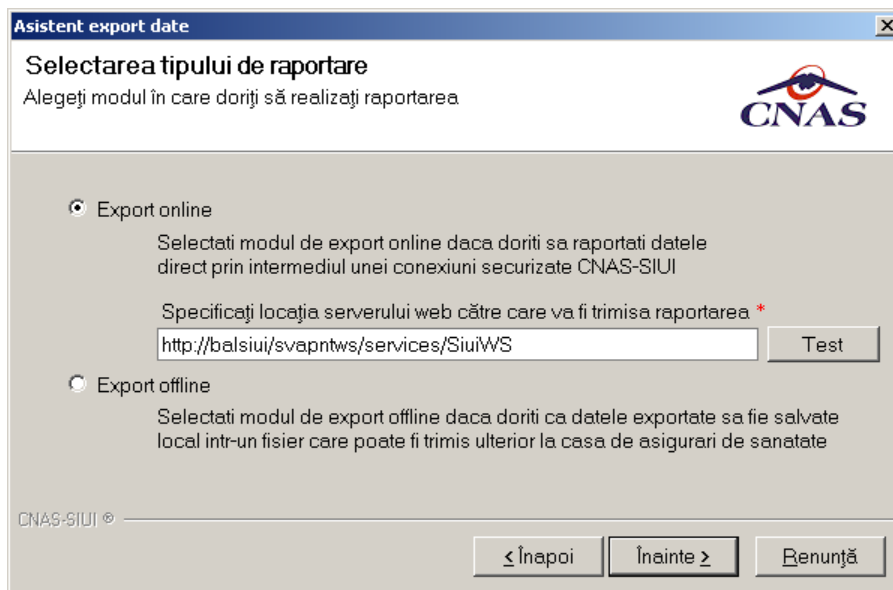 Asistent export date
Selectarea tipului de raportare
Alegeţi modul în care doriţi să realizaţi raportarea
CNAS
Export online
Selectati modul de export online daca doriti sa raportati datele
direct prin intermediul unei conexiuni securizate CNAS-SIUI
Specificaţi locaţia serverului web către care va fi trimisa raportarea *
http://balsiui/svapntws/services/SiuiWS
Test
Export offline
Selectati modul de export offline daca doriti ca datele exportate sa fie salvate
local intr-un fisier care poate fi trimis ulterior la casa de asigurari de sanatate
CNAS-SIUI ®
< Înapoi
Înainte >
Renunţă